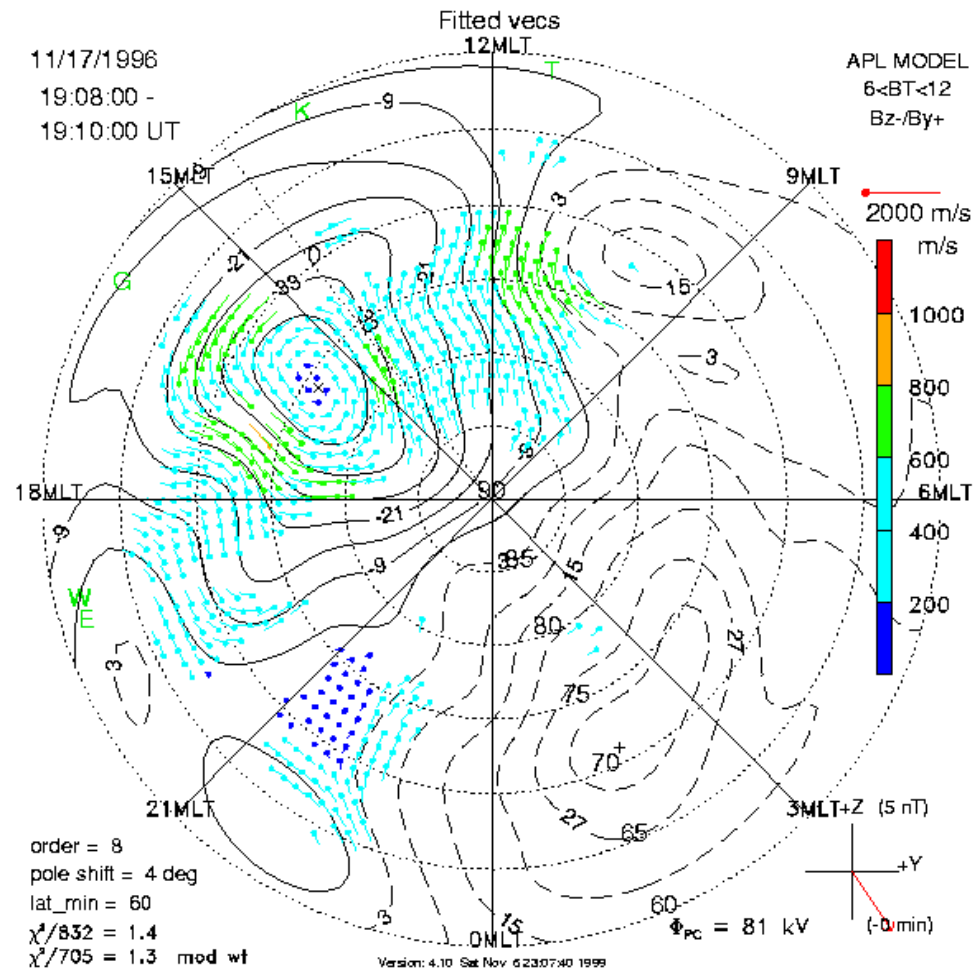 Fitted vecs
12MLT
11/17/1996
19:08:00 -
19:10:00 UT
APL MODEL
6<BT<12
Bz-/By+
T
K
-9
15MLT
9MLT
2000 m/s
m/s
3
-21
-33
-15
G
1000
-3
800
600
18MLT
90
6MLT
-21
-9
400
-9
85
15
W
E
80
200
3
27
75
70
21MLT
27
65
3MLT
+Z (5 nT)
+Y
(-0 min)
order = 8
pole shift = 4 deg
lat_min = 60
χ²/832 = 1.4
χ²/705 = 1.3 mod wt
3
15
0MLT
60
Φ_PC = 81 kV
Version: 4.10 Sat Nov 6 23:07:40 1999